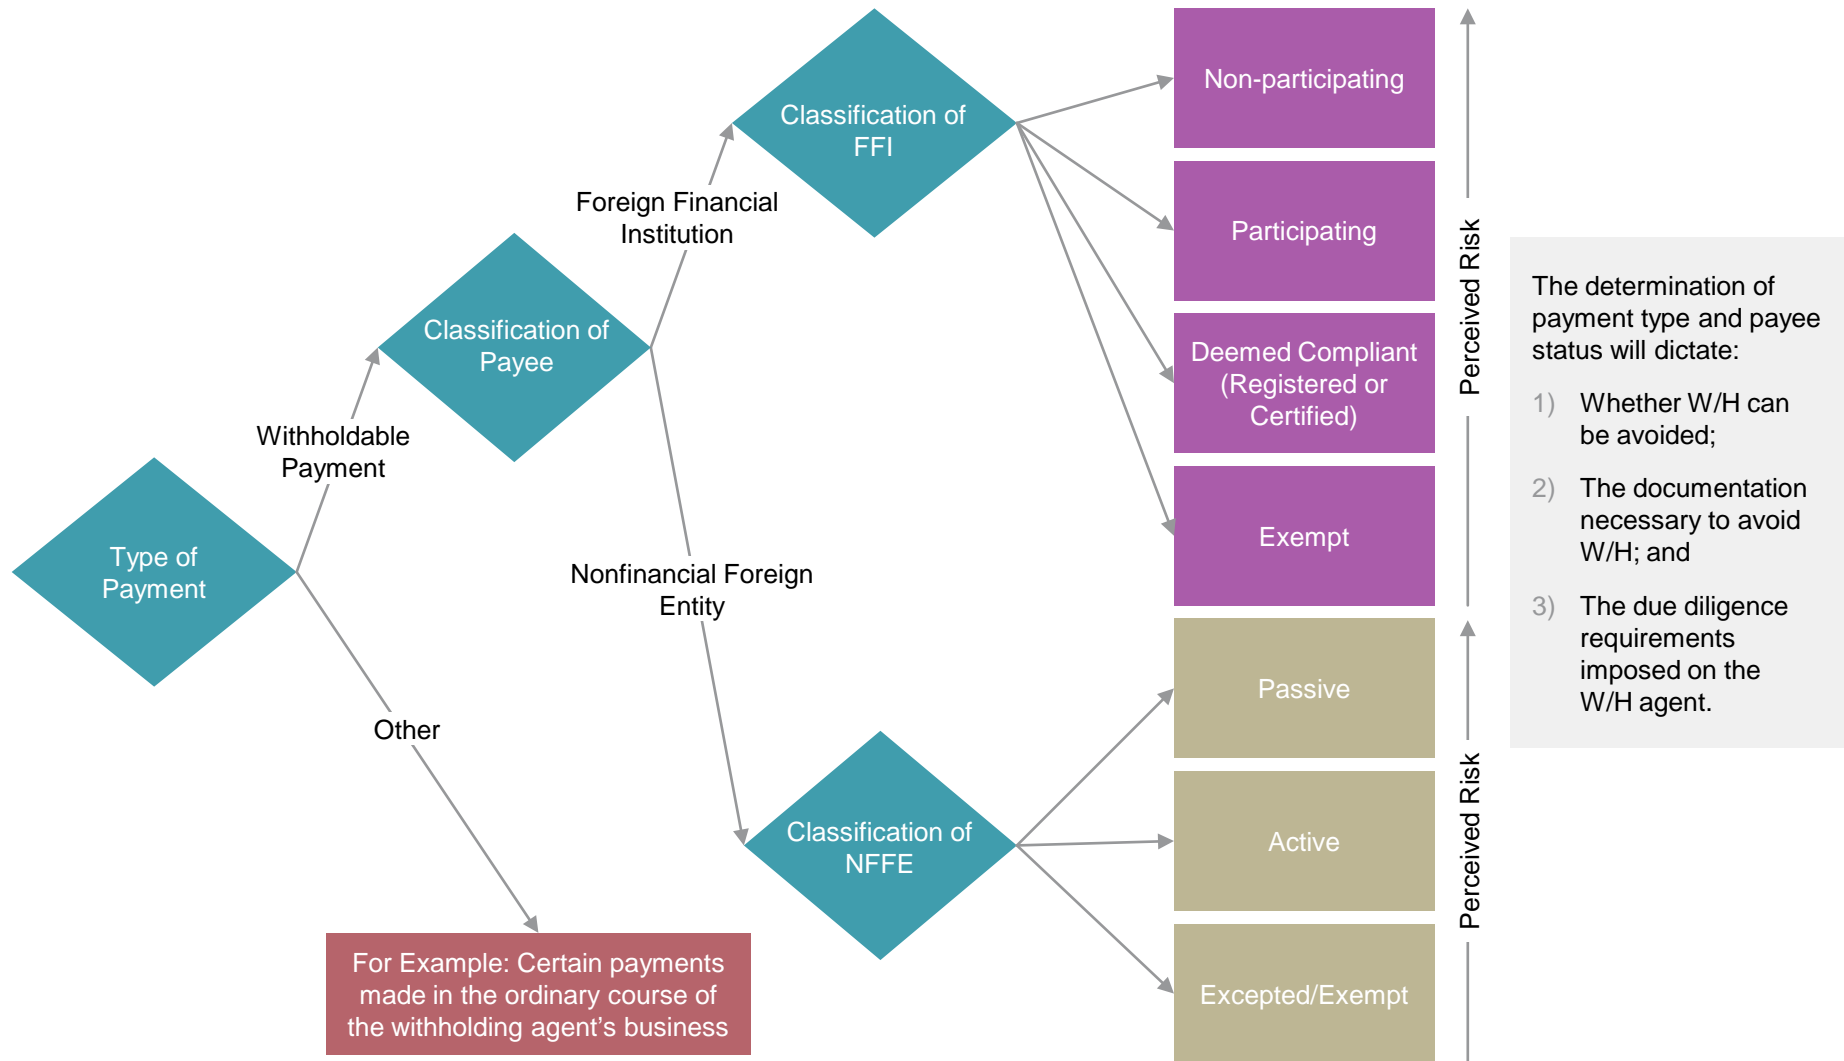 Type of
Payment
Withholdable
Payment
Other
For Example: Certain payments
made in the ordinary course of
the withholding agent’s business
Classification of
Payee
Foreign Financial
Institution
Nonfinancial Foreign
Entity
Classification of
FFI
Classification of
NFFE
Non-participating
Participating
Deemed Compliant
(Registered or
Certified)
Exempt
Passive
Active
Excepted/Exempt
Perceived Risk
Perceived Risk
The determination of
payment type and payee
status will dictate:
1) Whether W/H can
be avoided;
2) The documentation
necessary to avoid
W/H; and
3) The due diligence
requirements
imposed on the
W/H agent.